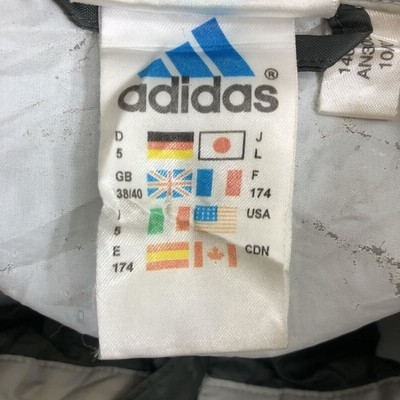 adidas®
D J
5 L
GB F
38/40 174
I USA
5
E CDN
174